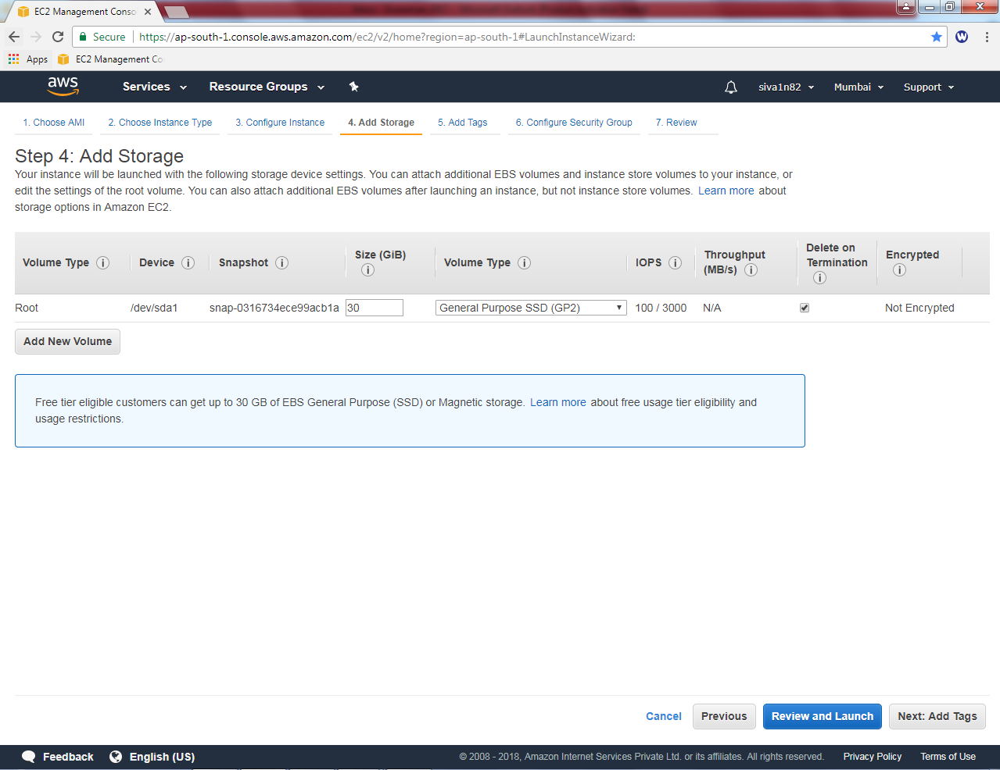 EC2 Management Conso
Secure https://ap-south-1.console.aws.amazon.com/ec2/v2/home?region=ap-south-1#LaunchInstanceWizard:
Apps EC2 Management Co
aws Services Resource Groups siva1n82 Mumbai Support
1. Choose AMI 2. Choose Instance Type 3. Configure Instance 4. Add Storage 5. Add Tags 6. Configure Security Group 7. Review
Step 4: Add Storage
Your instance will be launched with the following storage device settings. You can attach additional EBS volumes and instance store volumes to your instance, or
edit the settings of the root volume. You can also attach additional EBS volumes after launching an instance, but not instance store volumes. Learn more about
storage options in Amazon EC2.
Volume Type Device Snapshot Size (GiB) Volume Type IOPS Throughput (MB/s) Delete on Termination Encrypted
Root /dev/sda1 snap-0316734ece99acb1a 30 General Purpose SSD (GP2) 100 / 3000 N/A Not Encrypted
Add New Volume
Free tier eligible customers can get up to 30 GB of EBS General Purpose (SSD) or Magnetic storage. Learn more about free usage tier eligibility and
usage restrictions.
Cancel Previous Review and Launch Next: Add Tags
Feedback English (US) © 2008 - 2018, Amazon Internet Services Private Ltd. or its affiliates. All rights reserved. Privacy Policy Terms of Use